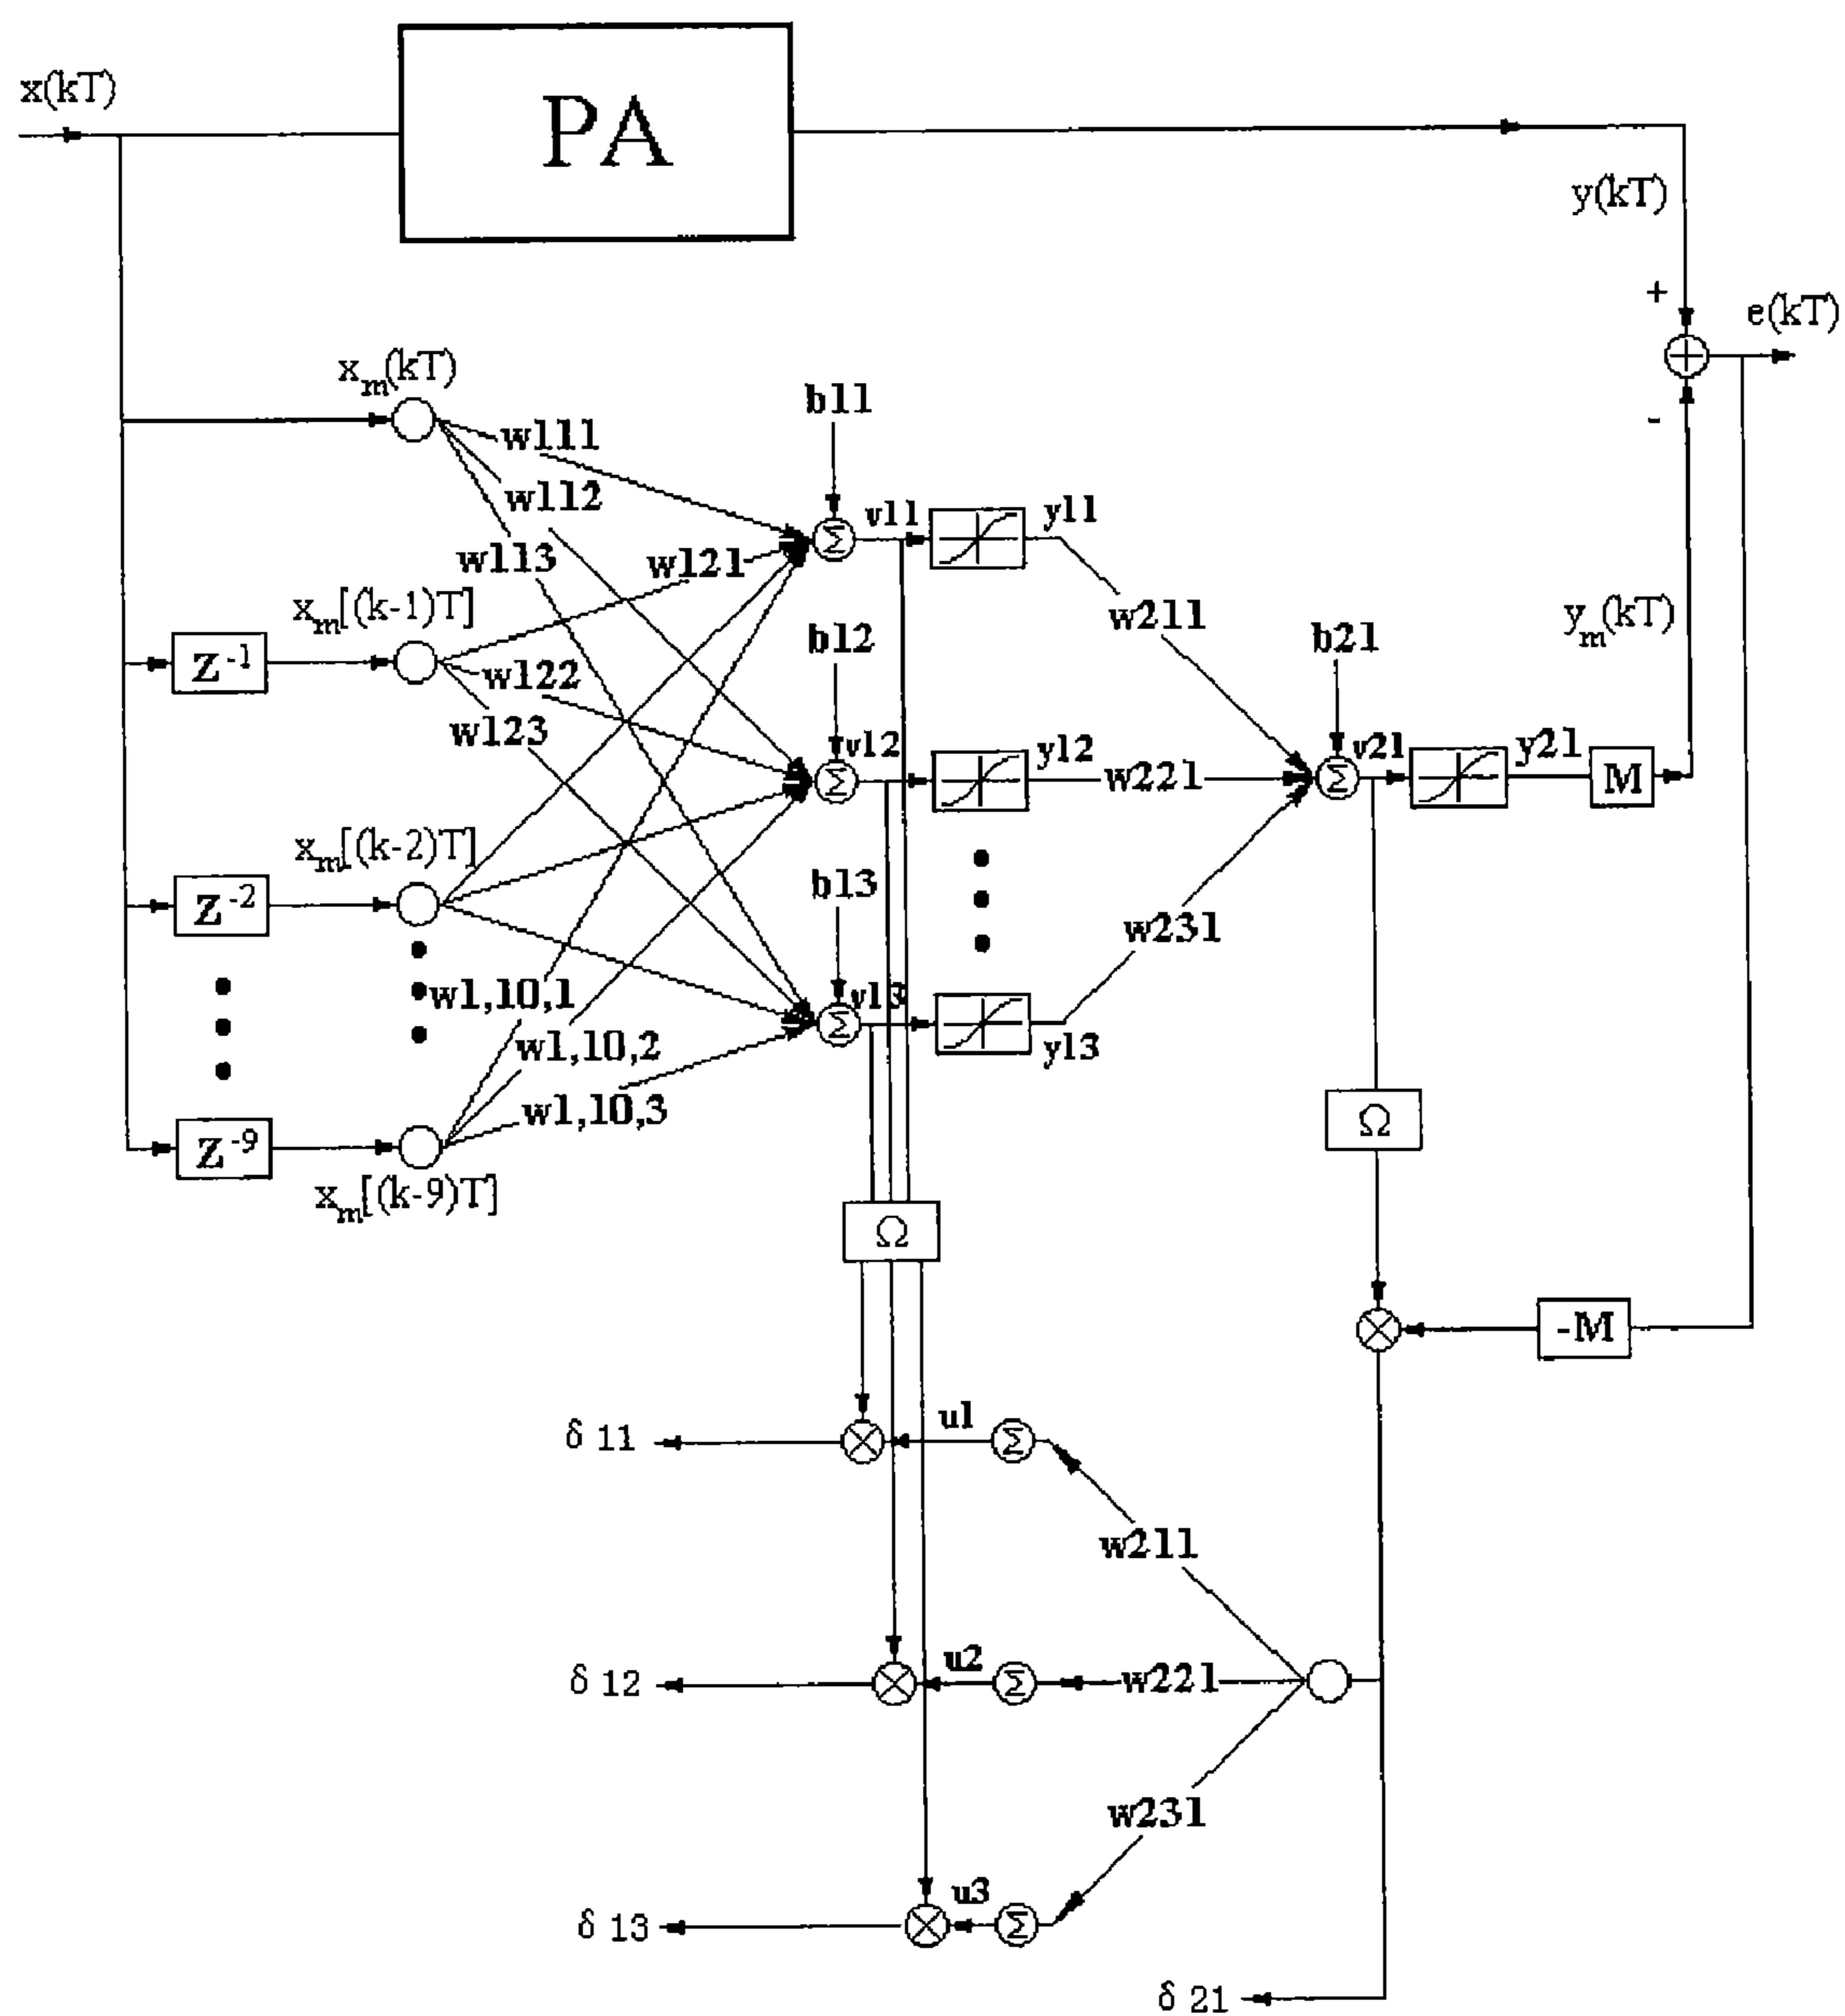 x(kT)
PA
y(kT)
+
e(kT)
-
x_m(kT)
b11
w111
w112
w113
w121
v11
y11
x_m[(k-1)T]
Z^-1
w122
w123
b12
v12
y12
w211
w221
b21
v21
y21
M
y_m(kT)
x_m[(k-2)T]
Z^-2
b13
v13
y13
w231
w1,10,1
w1,10,2
w1,10,3
Z^-9
x_m[(k-9)T]
Σ
Σ
Σ
Σ
Ω
Ω
-M
δ 11
u1
Σ
w211
δ 12
u2
Σ
w221
w231
δ 13
u3
Σ
δ 21